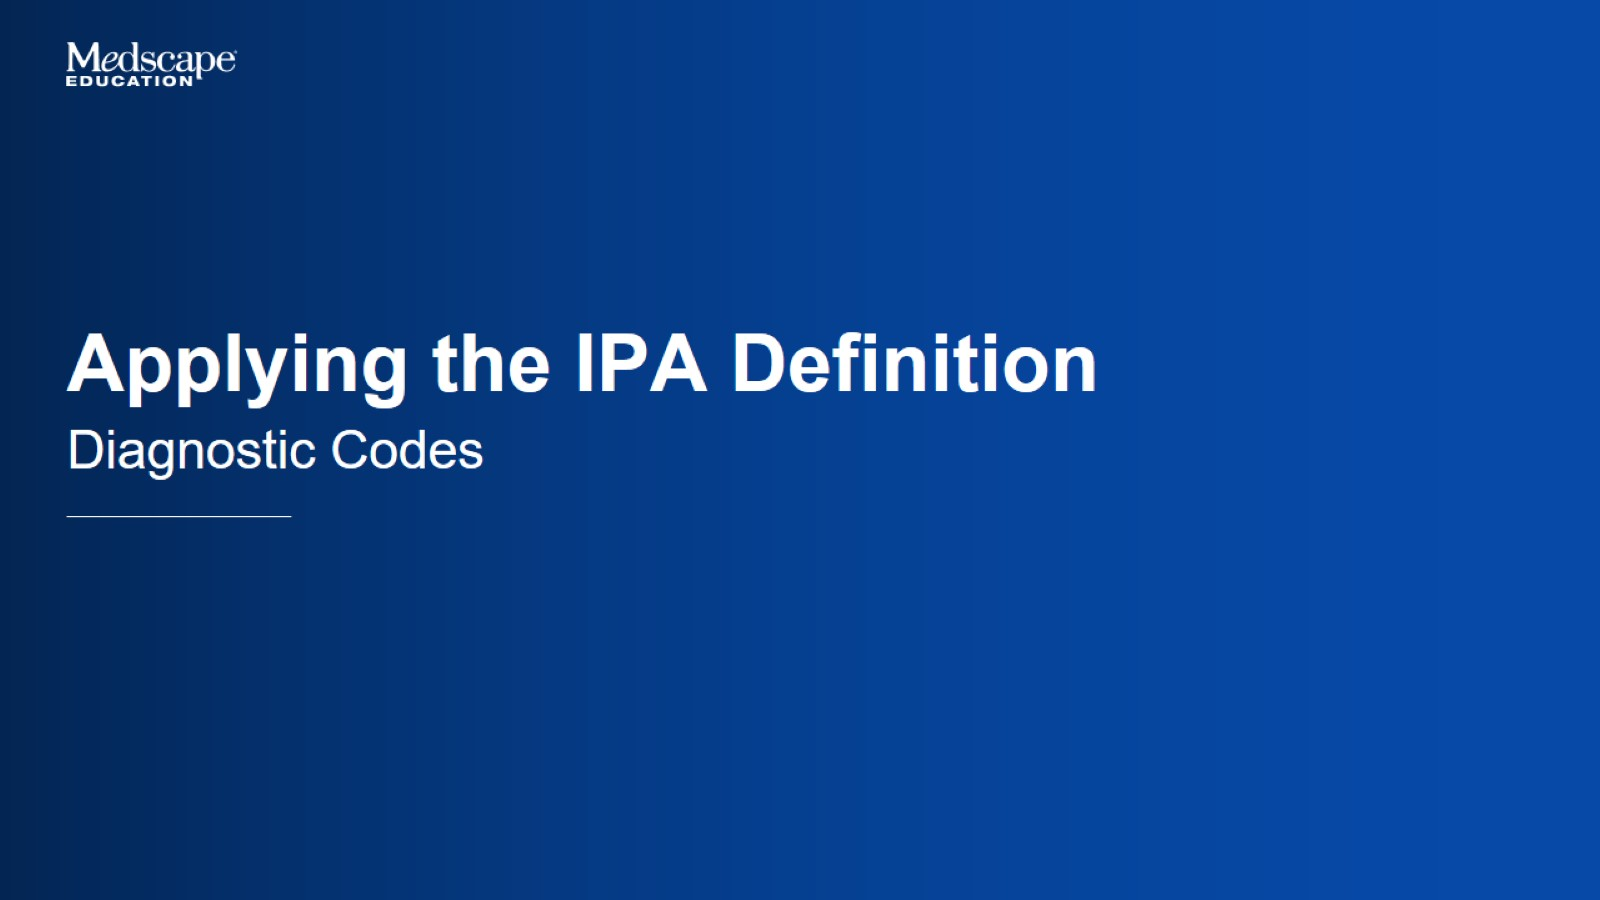 Medscape
EDUCATION
Applying the IPA Definition
Diagnostic Codes